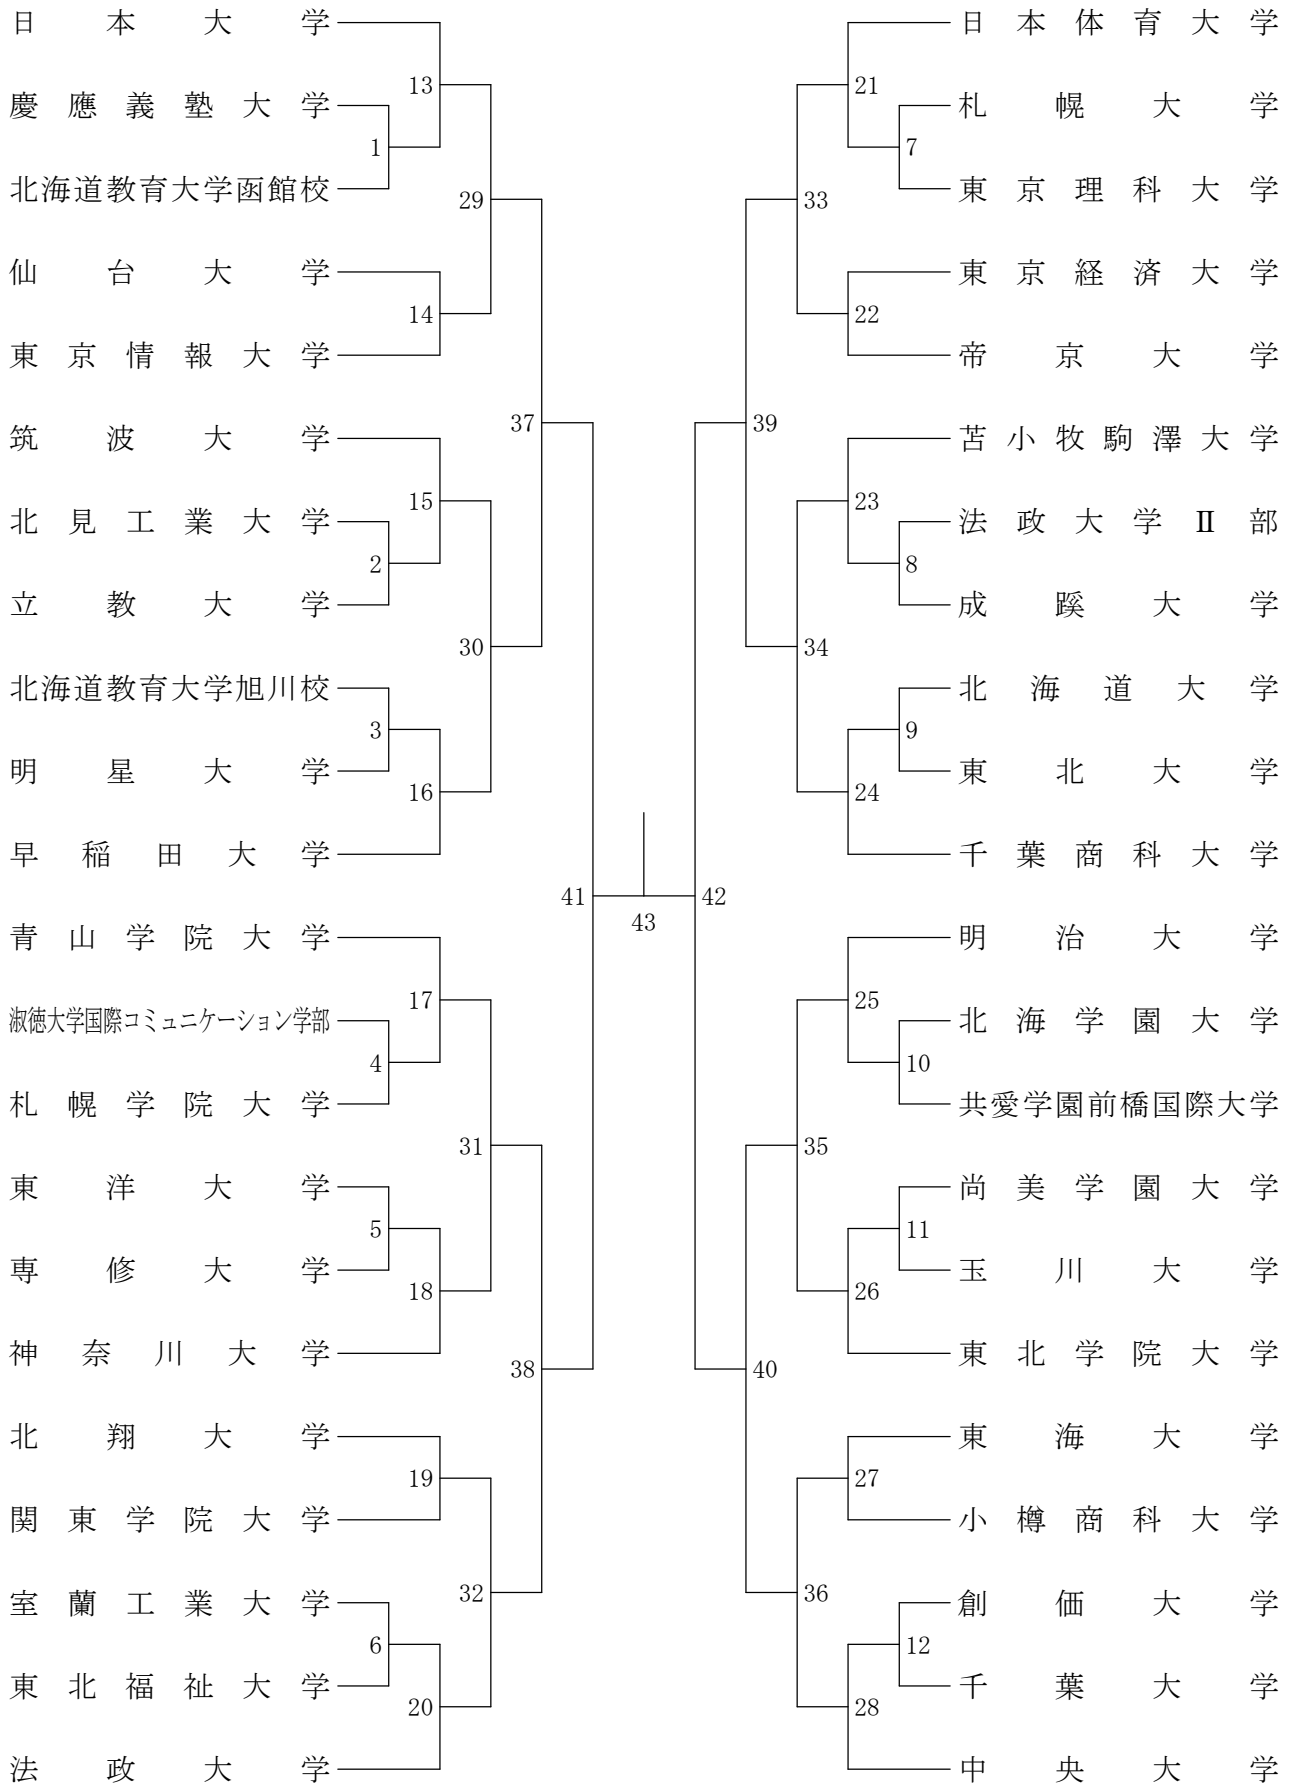 日本大学
慶應義塾大学
北海道教育大学函館校
仙台大学
東京情報大学
筑波大学
北見工業大学
立教大学
北海道教育大学旭川校
明星大学
早稲田大学
青山学院大学
淑徳大学国際コミュニケーション学部
札幌学院大学
東洋大学
専修大学
神奈川大学
北翔大学
関東学院大学
室蘭工業大学
東北福祉大学
法政大学
1
2
3
4
5
6
13
14
15
16
17
18
19
20
29
30
31
32
37
38
41
43
42
39
40
33
34
35
36
21
22
23
24
25
26
27
28
7
8
9
10
11
12
日本体育大学
札幌大学
東京理科大学
東京経済大学
帝京大学
苫小牧駒澤大学
法政大学Ⅱ部
成蹊大学
北海道大学
東北大学
千葉商科大学
明治大学
北海学園大学
共愛学園前橋国際大学
尚美学園大学
玉川大学
東北学院大学
東海大学
小樽商科大学
創価大学
千葉大学
中央大学